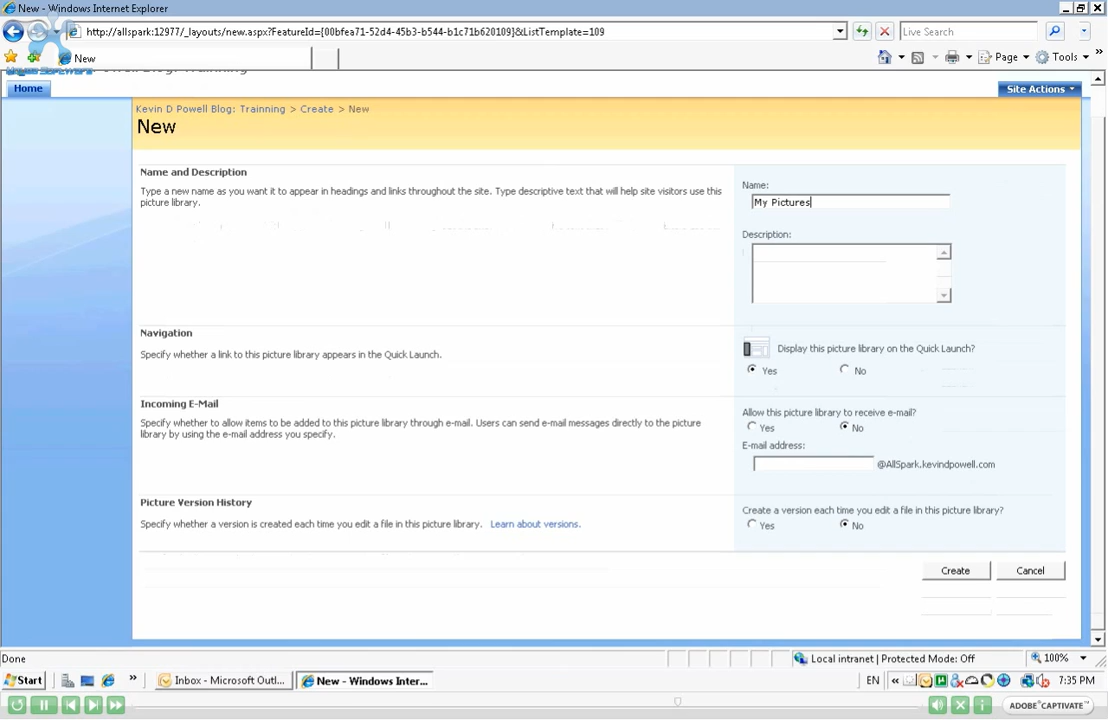 New - Windows Internet Explorer
http://allspark:12977/_layouts/new.aspx?FeatureId={00bfea71-52d4-45b3-b544-b1c71b620109}&ListTemplate=109
Live Search
New
Page
Tools
Home
Site Actions
Kevin D Powell Blog: Trainning > Create > New
New
Name and Description
Type a new name as you want it to appear in headings and links throughout the site. Type descriptive text that will help site visitors use this
picture library.
Name:
My Pictures
Description:
Navigation
Specify whether a link to this picture library appears in the Quick Launch.
Display this picture library on the Quick Launch?
Yes
No
Incoming E-Mail
Specify whether to allow items to be added to this picture library through e-mail. Users can send e-mail messages directly to the picture
library by using the e-mail address you specify.
Allow this picture library to receive e-mail?
Yes
No
E-mail address:
@AllSpark.kevindpowell.com
Picture Version History
Specify whether a version is created each time you edit a file in this picture library. Learn about versions.
Create a version each time you edit a file in this picture library?
Yes
No
Create
Cancel
Done
Local intranet | Protected Mode: Off
100%
Start
Inbox - Microsoft Outl...
New - Windows Inter...
EN
7:35 PM
ADOBE CAPTIVATE™